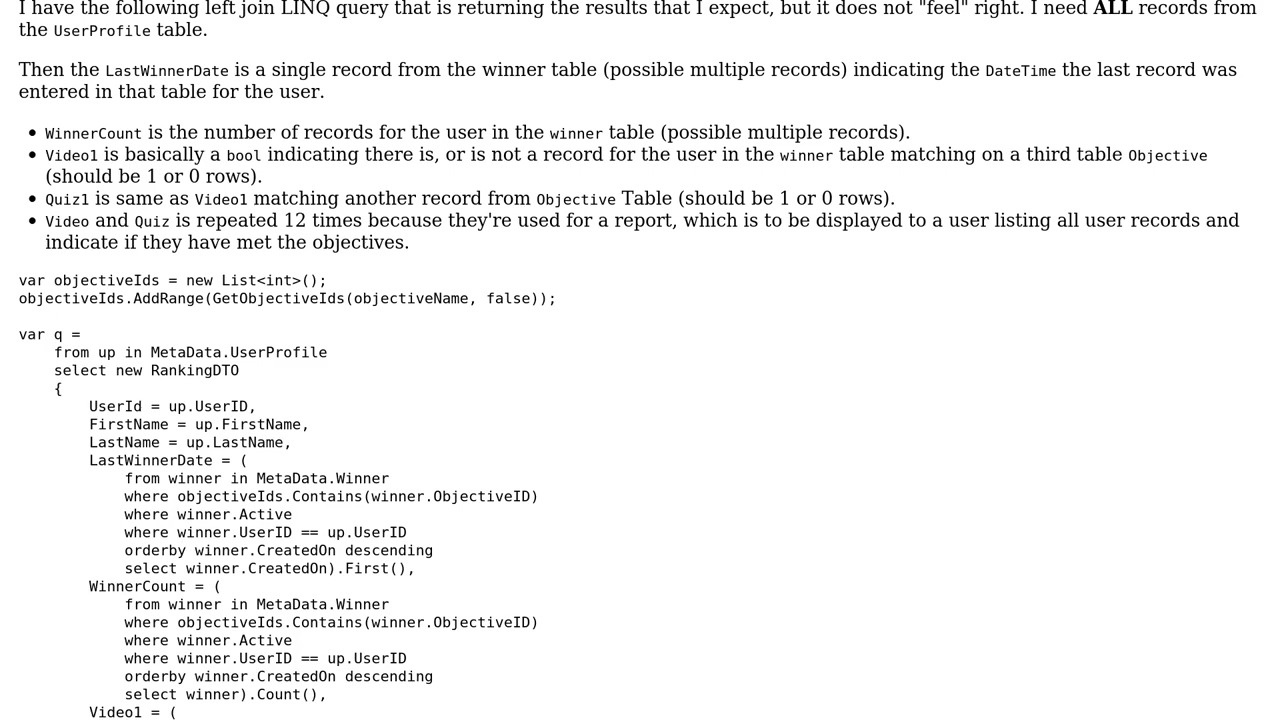 I have the following left join LINQ query that is returning the results that I expect, but it does not "feel" right. I need ALL records from
the UserProfile table.
Then the LastWinnerDate is a single record from the winner table (possible multiple records) indicating the DateTime the last record was
entered in that table for the user.
• WinnerCount is the number of records for the user in the winner table (possible multiple records).
• Video1 is basically a bool indicating there is, or is not a record for the user in the winner table matching on a third table Objective
(should be 1 or 0 rows).
• Quiz1 is same as Video1 matching another record from Objective Table (should be 1 or 0 rows).
• Video and Quiz is repeated 12 times because they're used for a report, which is to be displayed to a user listing all user records and
indicate if they have met the objectives.
var objectiveIds = new List<int>();
objectiveIds.AddRange(GetObjectiveIds(objectiveName, false));
var q =
    from up in MetaData.UserProfile
    select new RankingDTO
    {
        UserId = up.UserID,
        FirstName = up.FirstName,
        LastName = up.LastName,
        LastWinnerDate = (
            from winner in MetaData.Winner
            where objectiveIds.Contains(winner.ObjectiveID)
            where winner.Active
            where winner.UserID == up.UserID
            orderby winner.CreatedOn descending
            select winner.CreatedOn).First(),
        WinnerCount = (
            from winner in MetaData.Winner
            where objectiveIds.Contains(winner.ObjectiveID)
            where winner.Active
            where winner.UserID == up.UserID
            orderby winner.CreatedOn descending
            select winner).Count(),
        Video1 = (